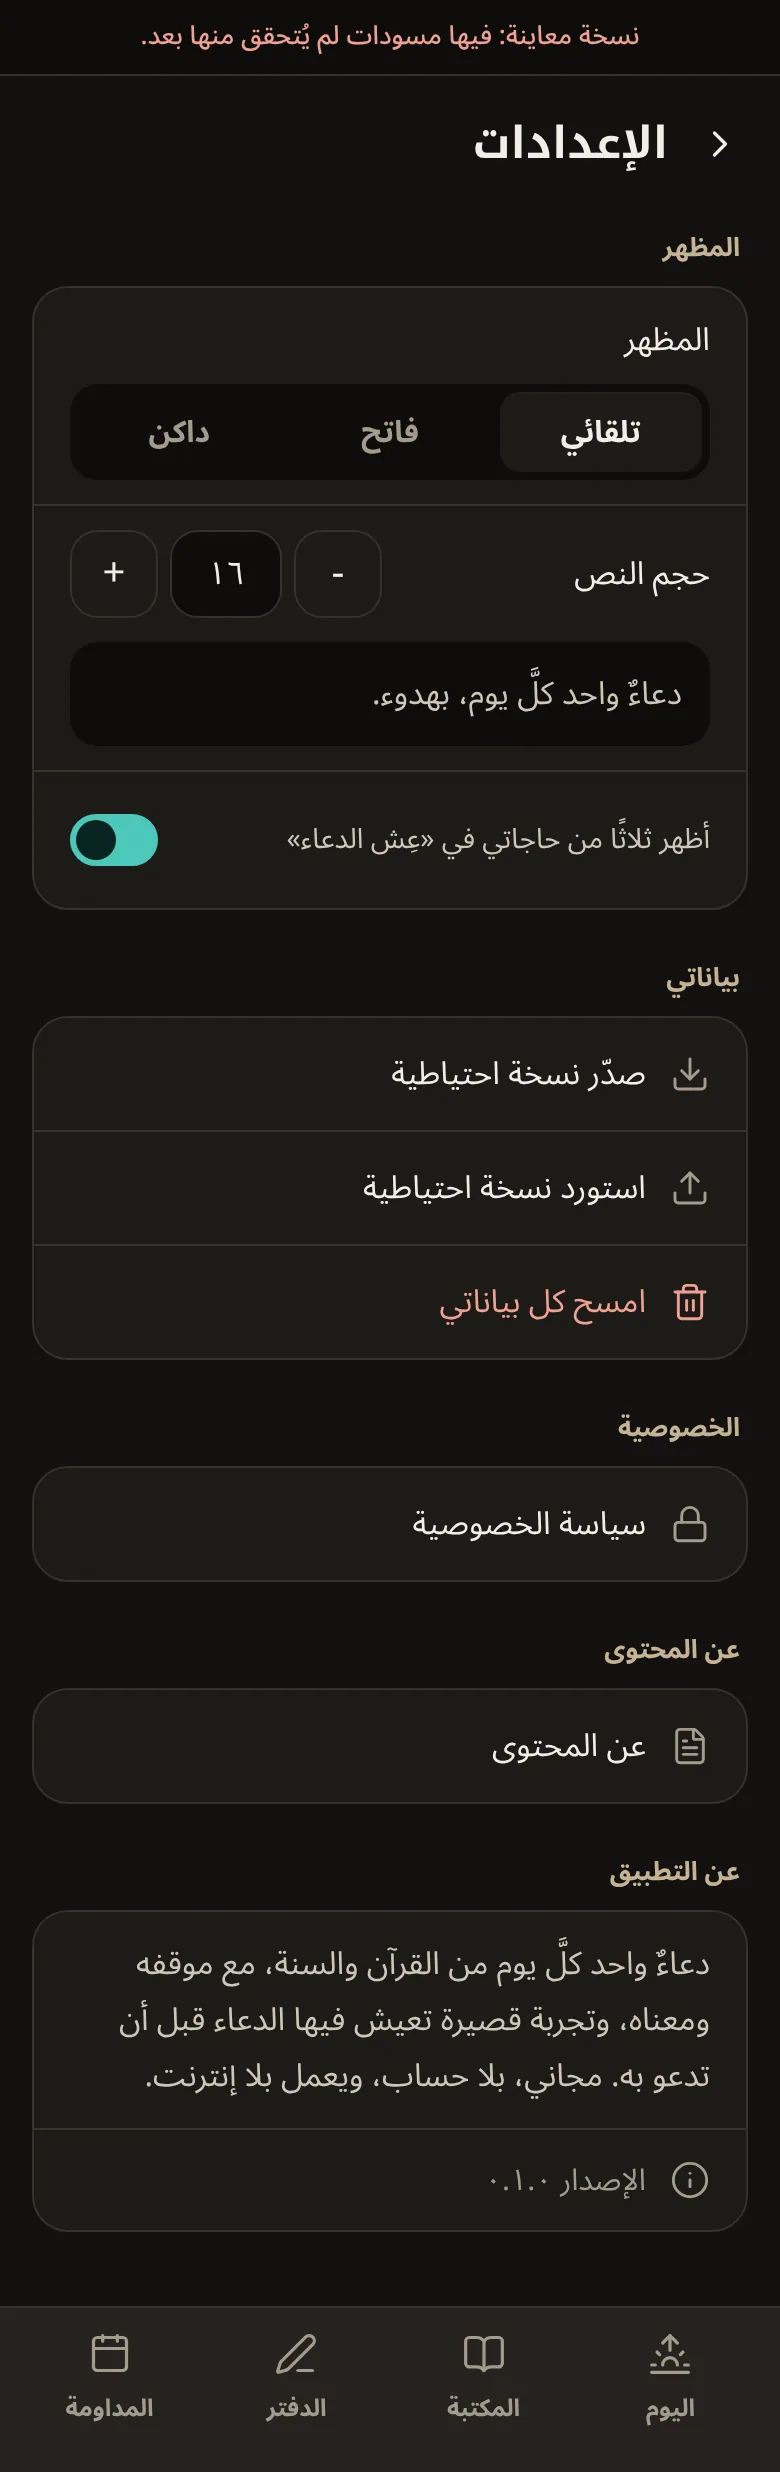 نسخة معاينة: فيها مسودات لم يُتحقق منها بعد.
الإعدادات
المظهر
المظهر
تلقائي فاتح داكن
حجم النص - ١٦ +
دعاءٌ واحد كلَّ يوم، بهدوء.
أظهر ثلاثًا من حاجاتي في «عِش الدعاء»
بياناتي
صدّر نسخة احتياطية
استورد نسخة احتياطية
امسح كل بياناتي
الخصوصية
سياسة الخصوصية
عن المحتوى
عن المحتوى
عن التطبيق
دعاءٌ واحد كلَّ يوم من القرآن والسنة، مع موقفه
ومعناه، وتجربة قصيرة تعيش فيها الدعاء قبل أن
تدعو به. مجاني، بلا حساب، ويعمل بلا إنترنت.
الإصدار ٠.١.٠
اليوم المكتبة الدفتر المداومة